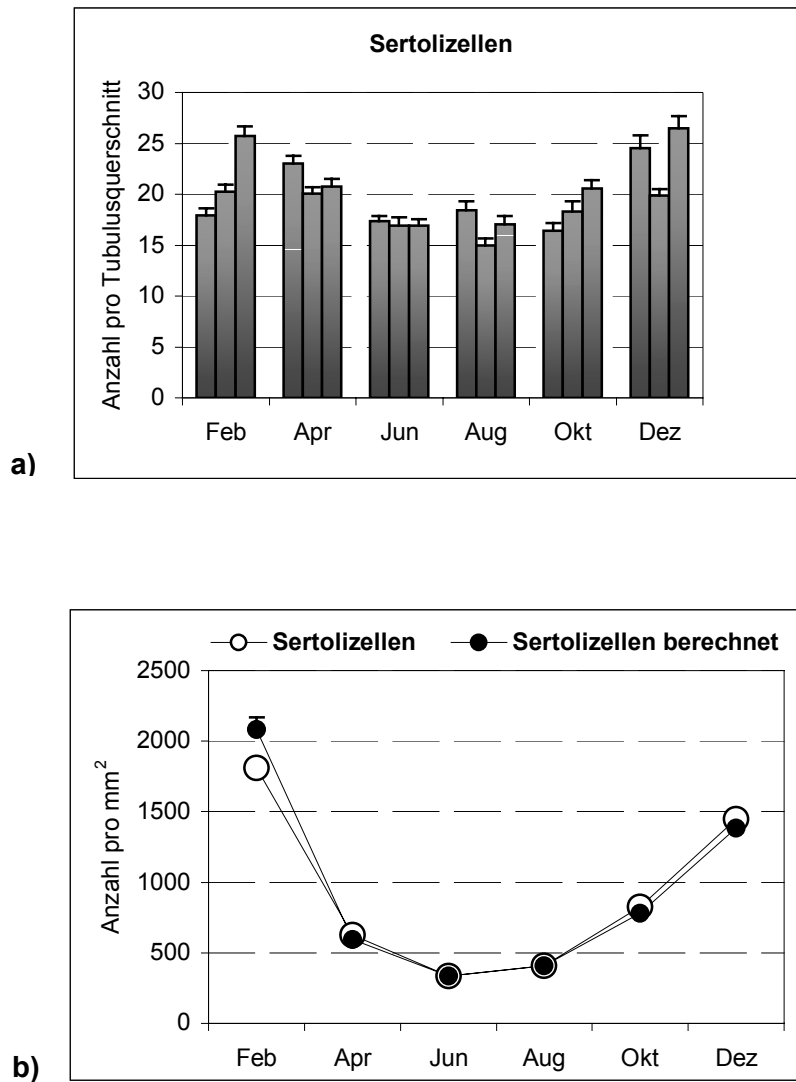 Sertolizellen
Anzahl pro Tubulusquerschnitt
30
25
20
15
10
5
0
Feb Apr Jun Aug Okt Dez
a)
Sertolizellen Sertolizellen berechnet
Anzahl pro mm²
2500
2000
1500
1000
500
0
Feb Apr Jun Aug Okt Dez
b)